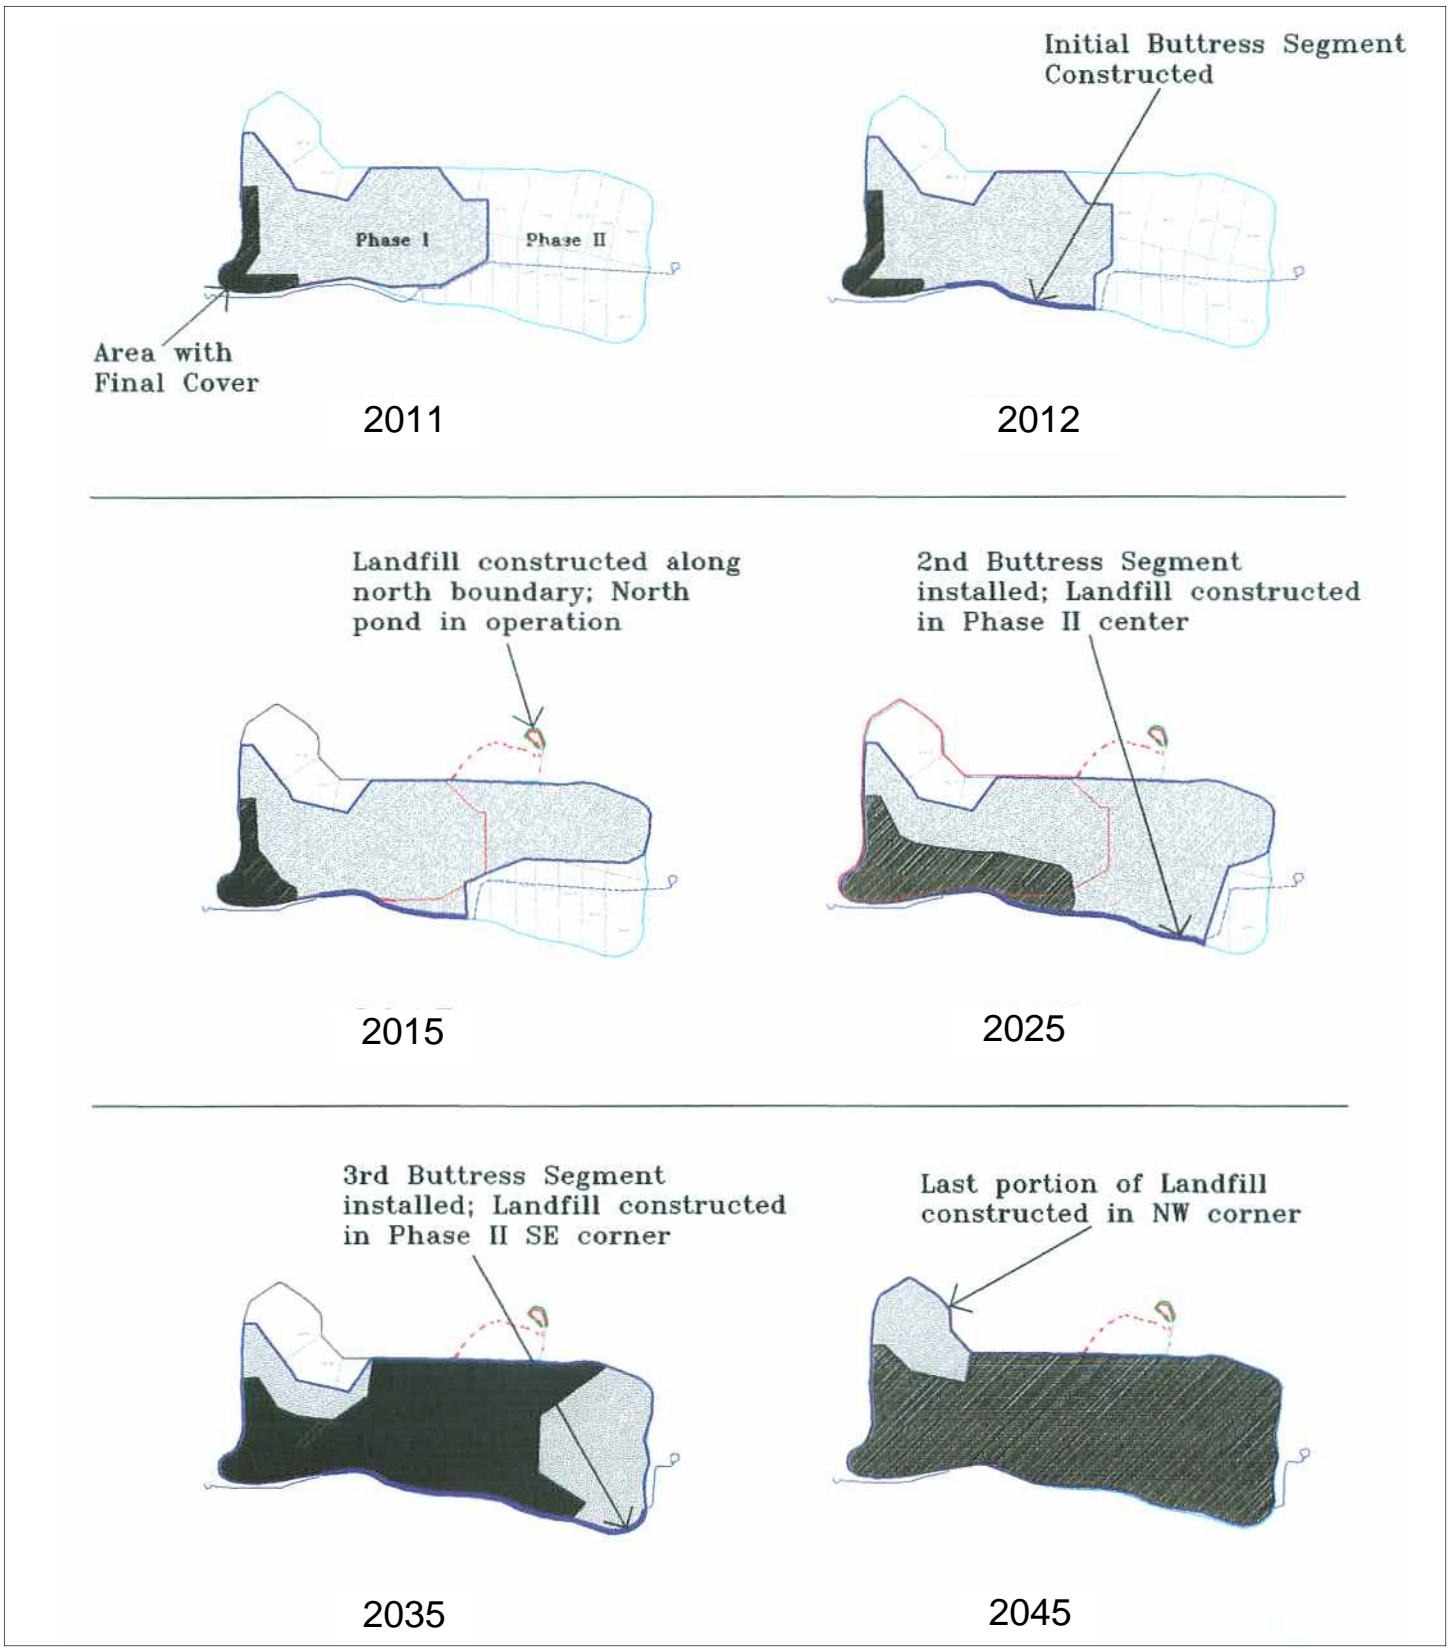 Initial Buttress Segment
Constructed
Phase I
Phase II
Area with
Final Cover
2011
2012
Landfill constructed along
north boundary; North
pond in operation
2nd Buttress Segment
installed; Landfill constructed
in Phase II center
2015
2025
3rd Buttress Segment
installed; Landfill constructed
in Phase II SE corner
Last portion of Landfill
constructed in NW corner
2035
2045